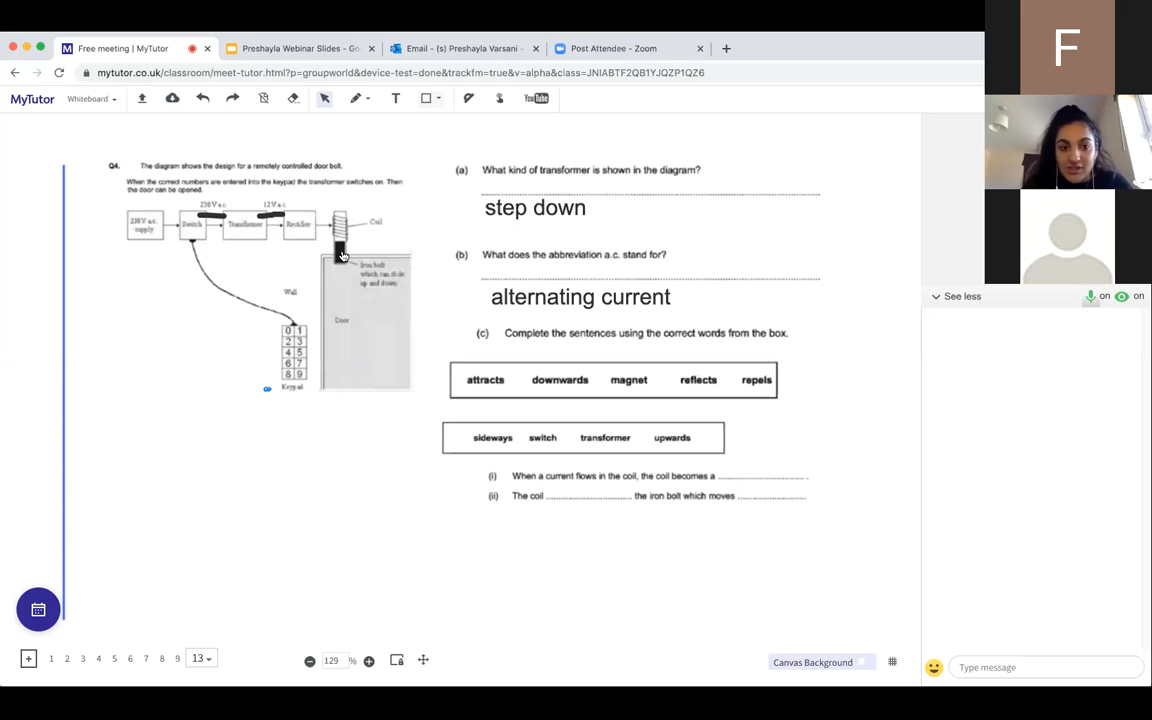 F
Free meeting | MyTutor
Preshayla Webinar Slides - Go
Email - (s) Preshayla Varsani -
Post Attendee - Zoom
mytutor.co.uk/classroom/meet-tutor.html?p=groupworld&device-test=done&trackfm=true&v=alpha&class=JNIABTF2QB1YJQZP1QZ6
MyTutor
Whiteboard
T
YouTube
Q4. The diagram shows the design for a remotely controlled door bolt.
When the correct numbers are entered into the keypad the transformer switches on. Then
the door can be opened.
230V a.c. 12V a.c.
230V a.c.
supply
Switch
Transformer
Rectifier
Coil
Iron bolt
which can slide
up and down
Wall
Door
0 1
2 3
4 5
6 7
8 9
Keypad
(a) What kind of transformer is shown in the diagram?
step down
(b) What does the abbreviation a.c. stand for?
alternating current
(c) Complete the sentences using the correct words from the box.
attracts downwards magnet reflects repels
sideways switch transformer upwards
(i) When a current flows in the coil, the coil becomes a .............................. .
(ii) The coil .............................. the iron bolt which moves ..............................
See less
on on
1 2 3 4 5 6 7 8 9 13
129 %
Canvas Background
Type message